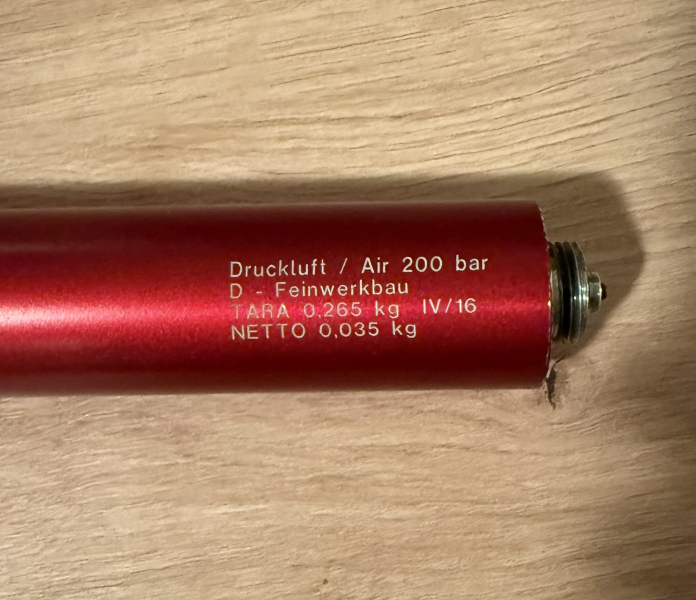 Druckluft / Air 200 bar
D - Feinwerkbau
TARA 0,265 kg IV/16
NETTO 0,035 kg